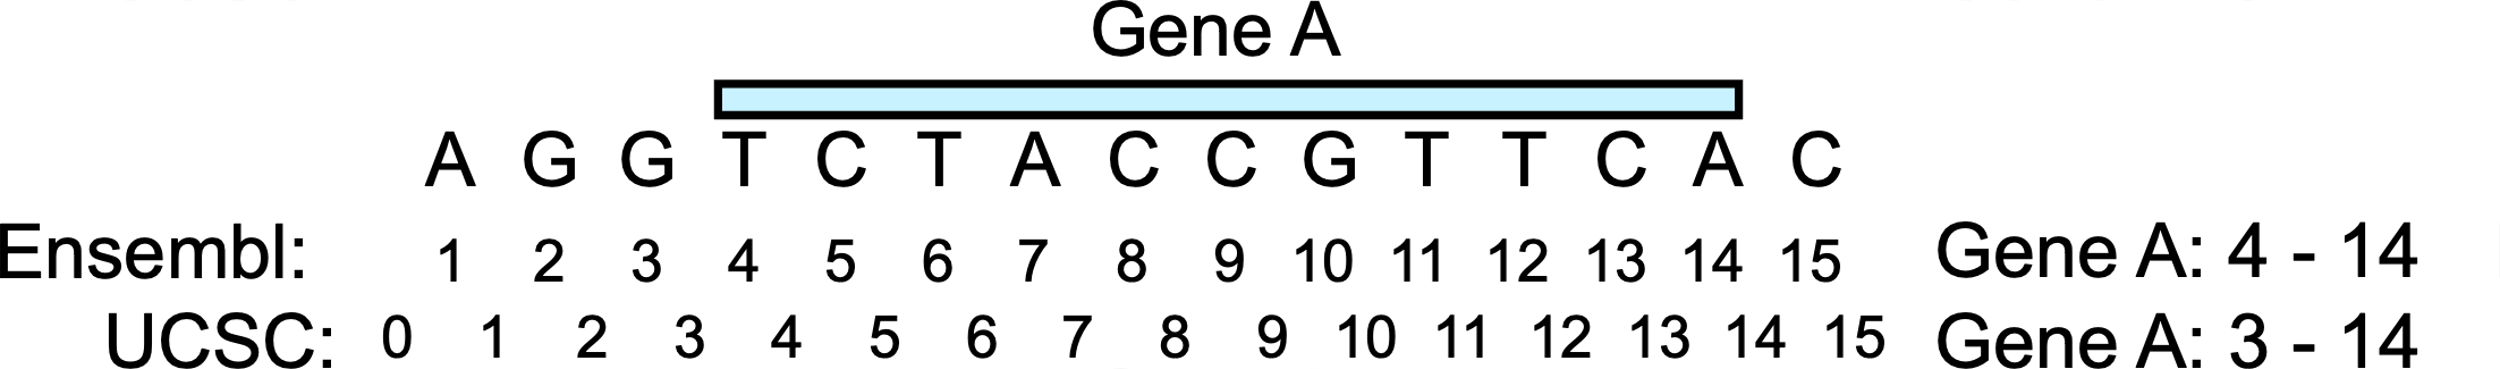 Gene A
A G G T C T A C C G T T C A C
Ensembl: 1 2 3 4 5 6 7 8 9 10 11 12 13 14 15 Gene A: 4 - 14
UCSC: 0 1 2 3 4 5 6 7 8 9 10 11 12 13 14 15 Gene A: 3 - 14